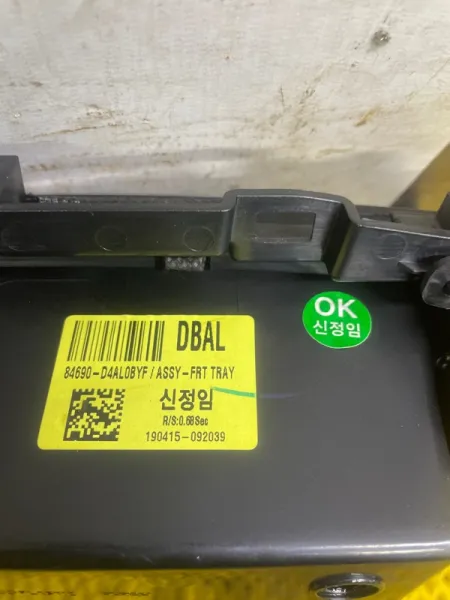 OK
신정임
DBAL
84690-D4AL0BYF / ASSY-FRT TRAY
신정임
R/S:0.68Sec
190415-092039